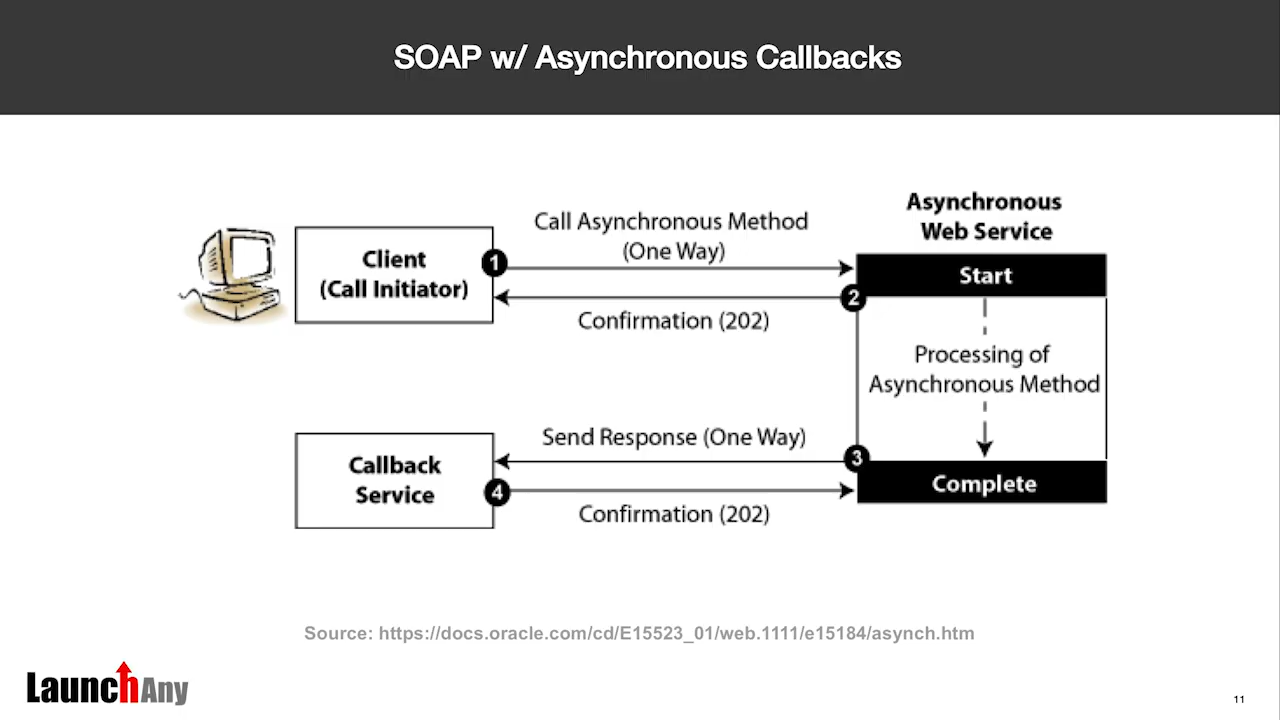 SOAP w/ Asynchronous Callbacks
Asynchronous
Web Service
Call Asynchronous Method
(One Way)
Client
(Call Initiator)
1
Start
2
Confirmation (202)
Processing of
Asynchronous Method
Send Response (One Way)
3
Callback
Service
4
Complete
Confirmation (202)
Source: https://docs.oracle.com/cd/E15523_01/web.1111/e15184/asynch.htm
LaunchAny
11